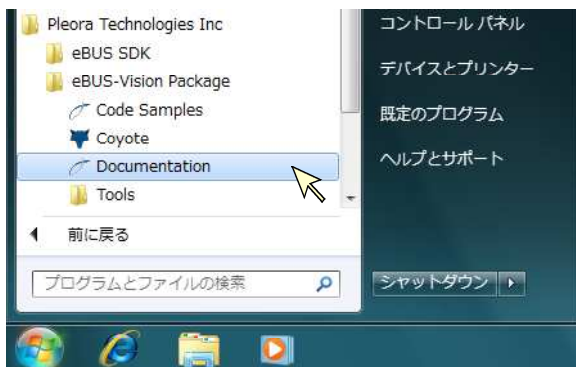 Pleora Technologies Inc
eBUS SDK
eBUS-Vision Package
Code Samples
Coyote
Documentation
Tools
前に戻る
プログラムとファイルの検索
コントロール パネル
デバイスとプリンター
既定のプログラム
ヘルプとサポート
シャットダウン